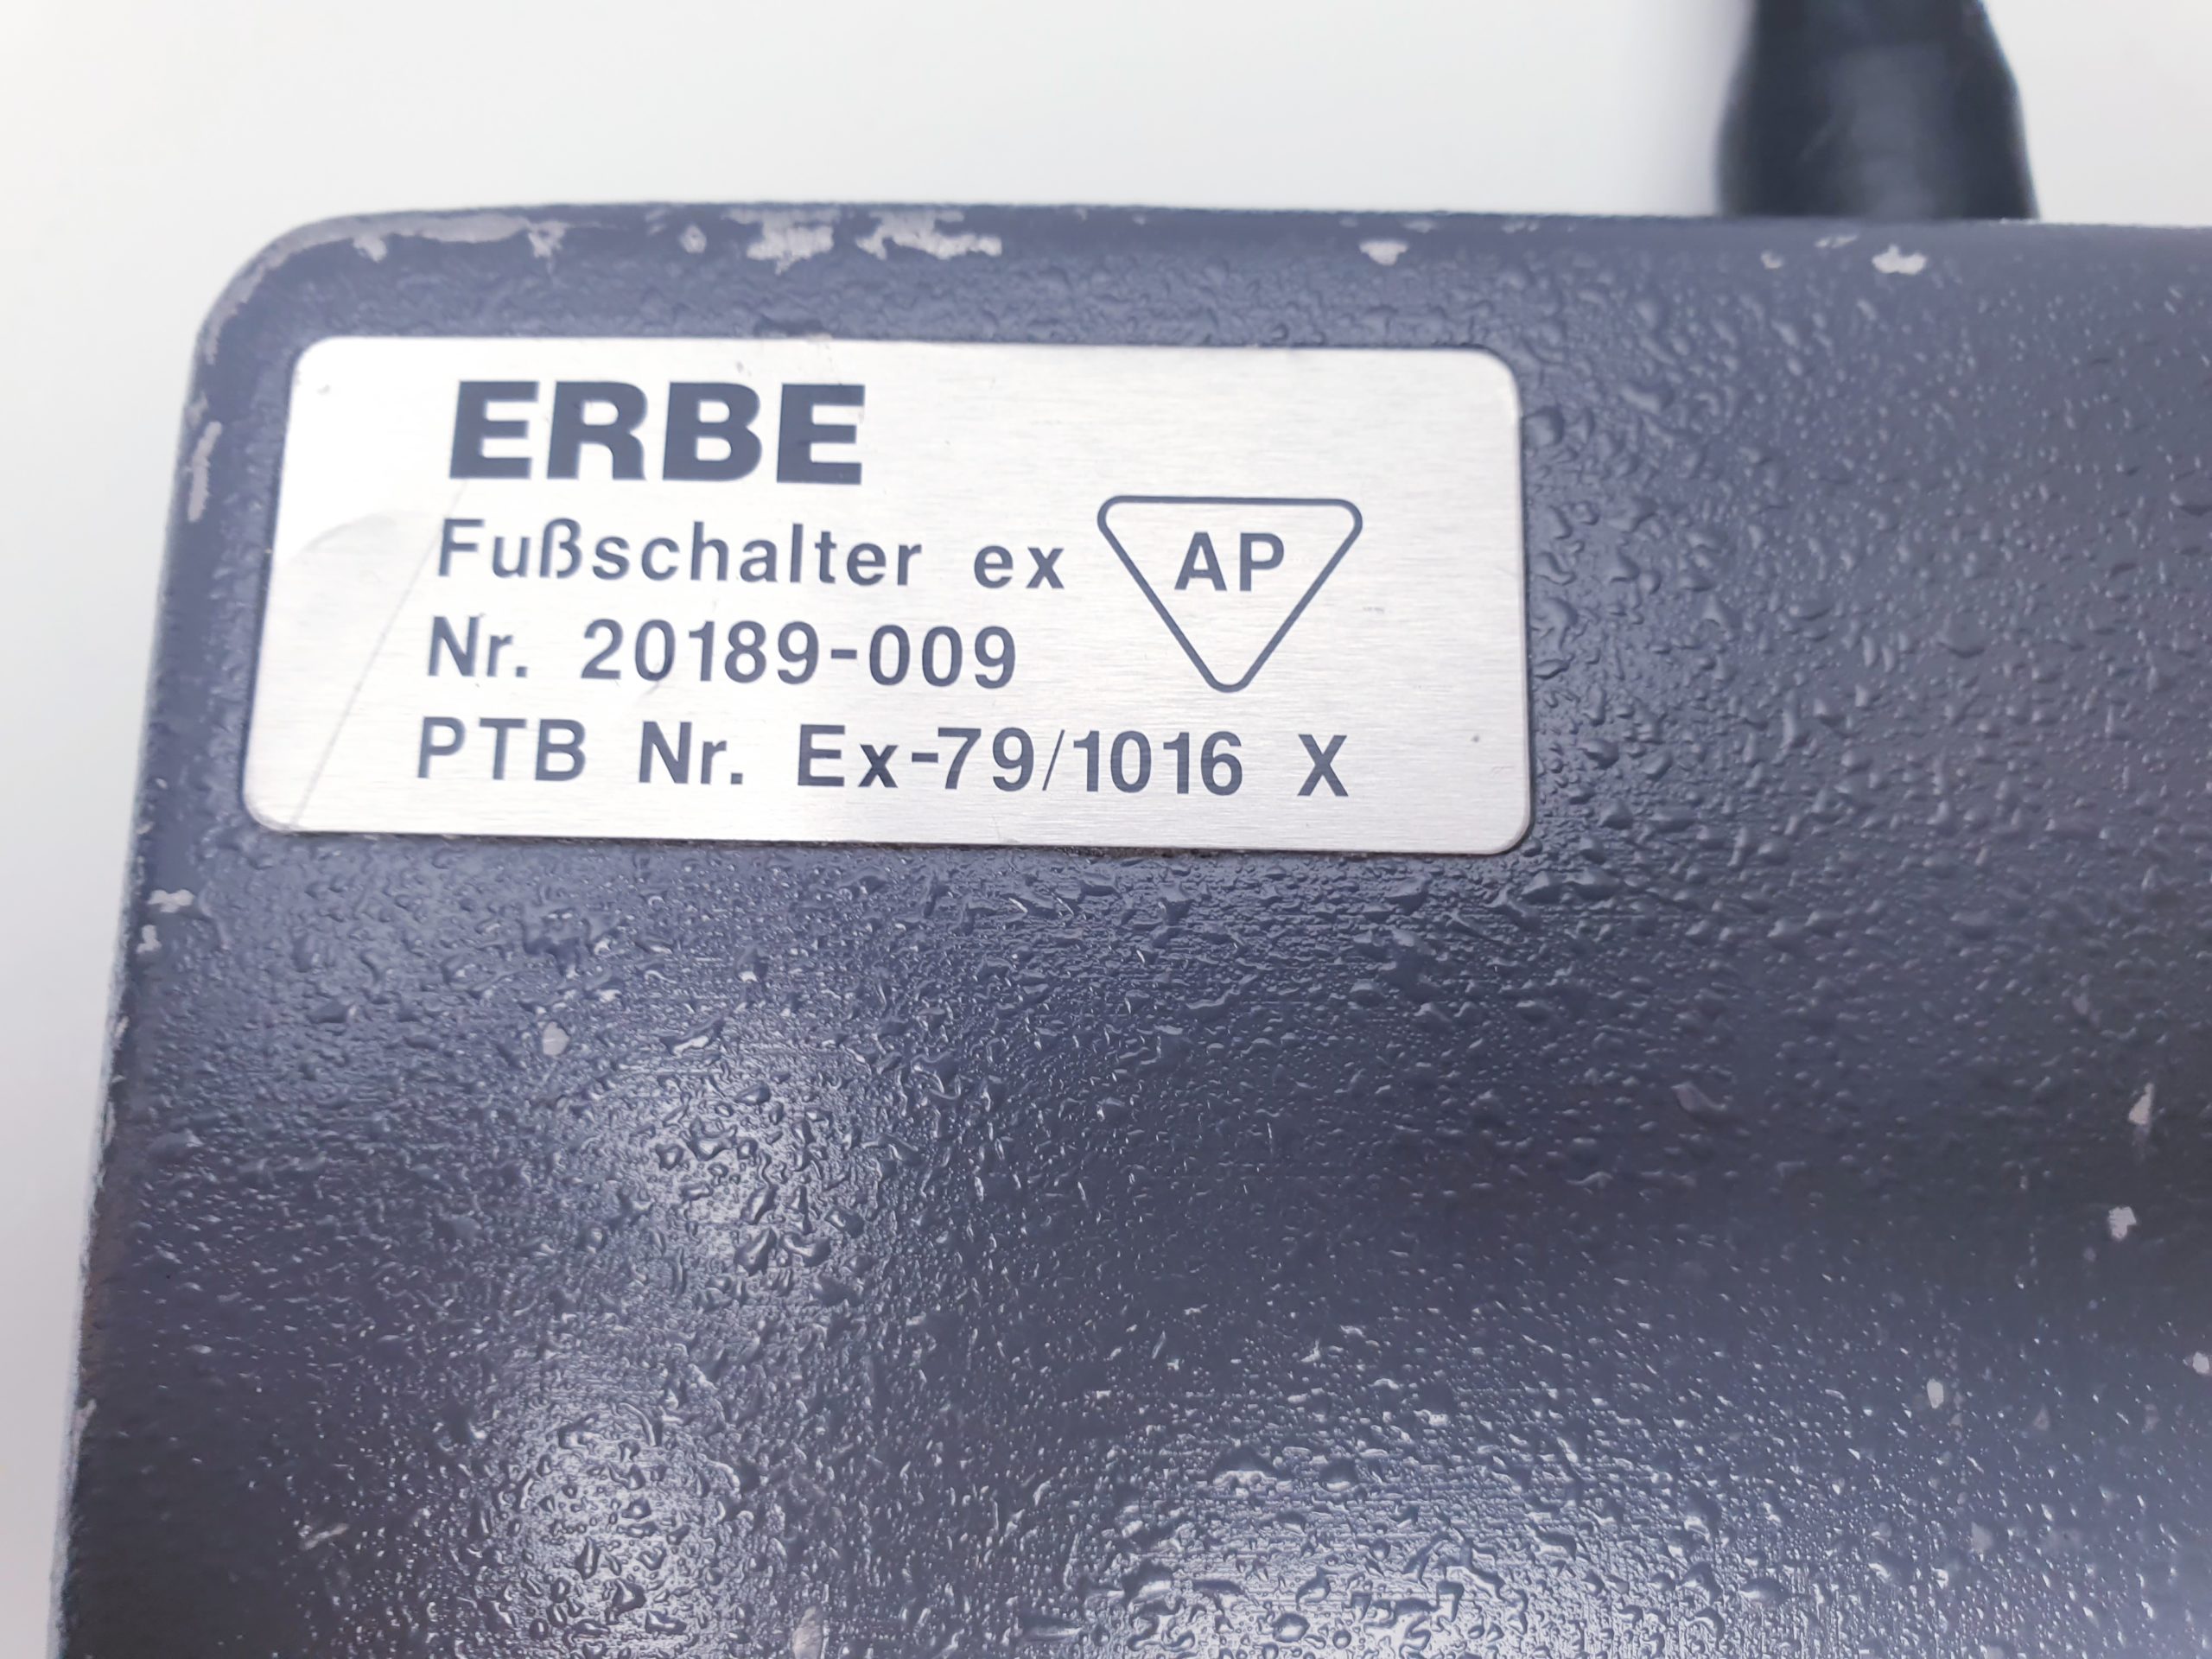 ERBE
Fußschalter ex
AP
Nr. 20189-009
PTB Nr. Ex-79/1016 X